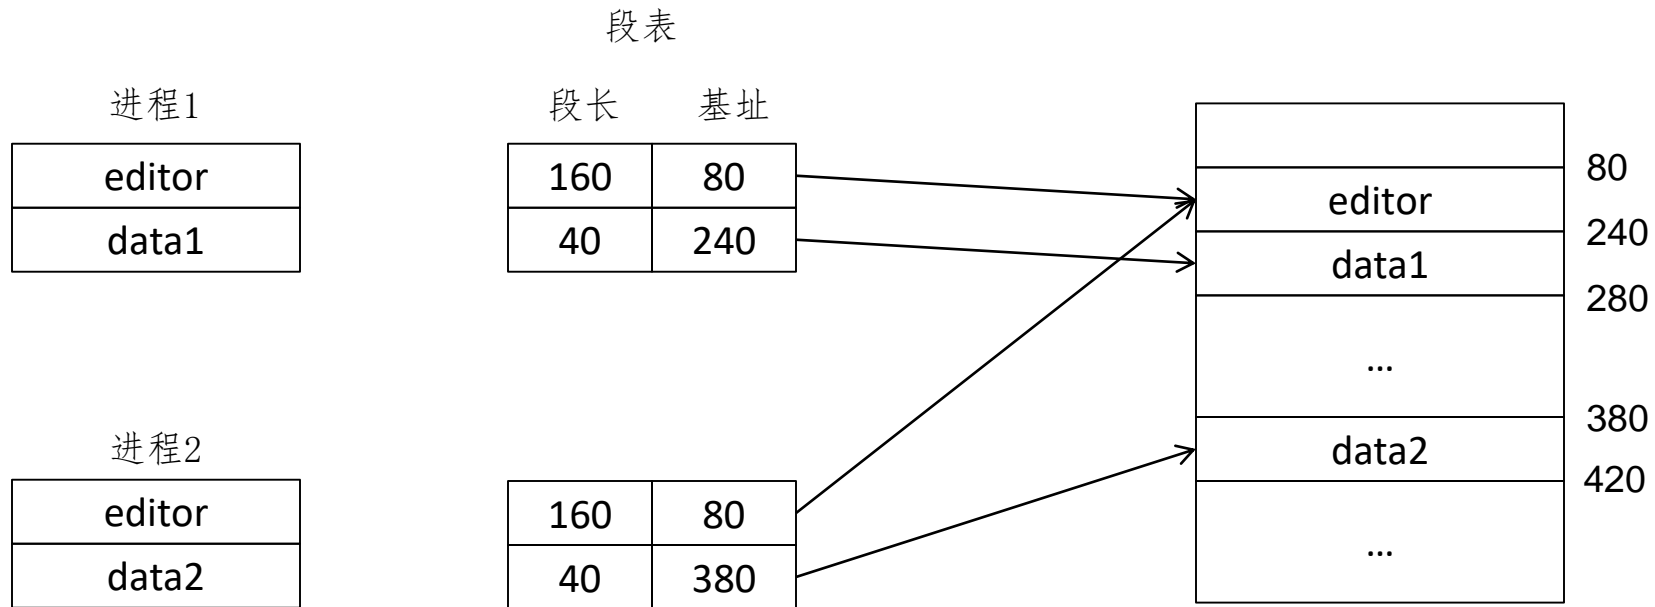 段表
进程1 段长 基址
editor 160 80 80
editor
data1 40 240 240
data1
280
…
380
进程2 data2
editor 160 80 420
data2 40 380 …